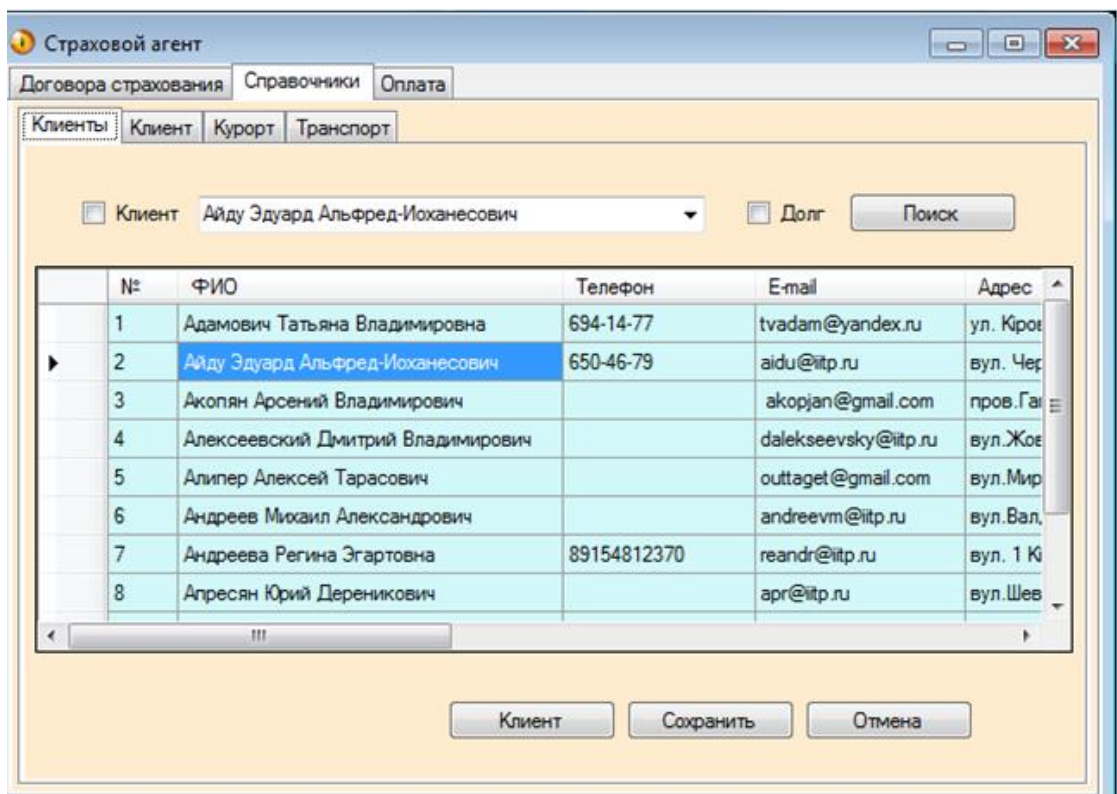 Страховой агент
Договора страхования Справочники Оплата
Клиенты Клиент Курорт Транспорт
Клиент Айду Эдуард Альфред-Иоханесович Долг Поиск
№ ФИО Телефон E-mail Адрес
1 Адамович Татьяна Владимировна 694-14-77 tvadam@yandex.ru ул. Кіров
2 Айду Эдуард Альфред-Иоханесович 650-46-79 aidu@iitp.ru вул. Чер
3 Акопян Арсений Владимирович akopjan@gmail.com пров.Гаг
4 Алексеевский Дмитрий Владимирович dalekseevsky@iitp.ru вул.Жов
5 Алипер Алексей Тарасович outtaget@gmail.com вул.Мир
6 Андреев Михаил Александрович andreevm@iitp.ru вул.Вал,
7 Андреева Регина Эгартовна 89154812370 reandr@iitp.ru вул. 1 Кі
8 Апресян Юрий Дереникович apr@iitp.ru вул.Шев
Клиент Сохранить Отмена